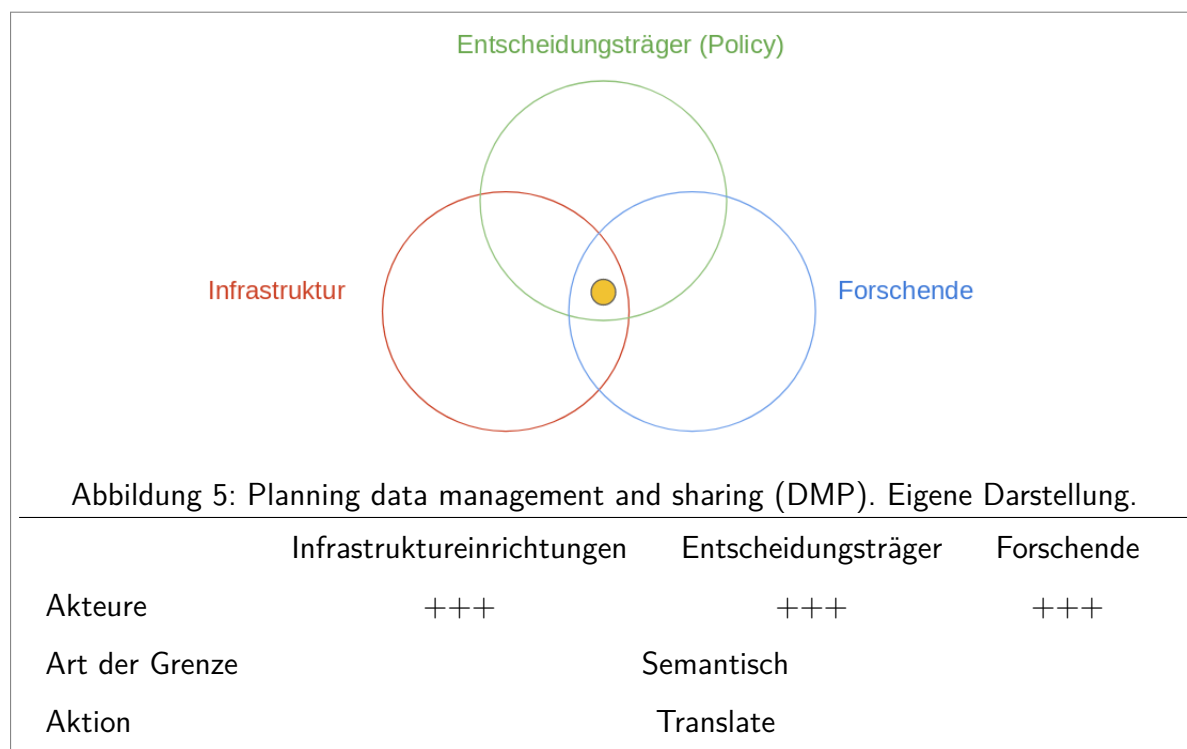 Entscheidungsträger (Policy)
Infrastruktur
Forschende
Abbildung 5: Planning data management and sharing (DMP). Eigene Darstellung.
Infrastruktureinrichtungen Entscheidungsträger Forschende
Akteure +++ +++ +++
Art der Grenze Semantisch
Aktion Translate